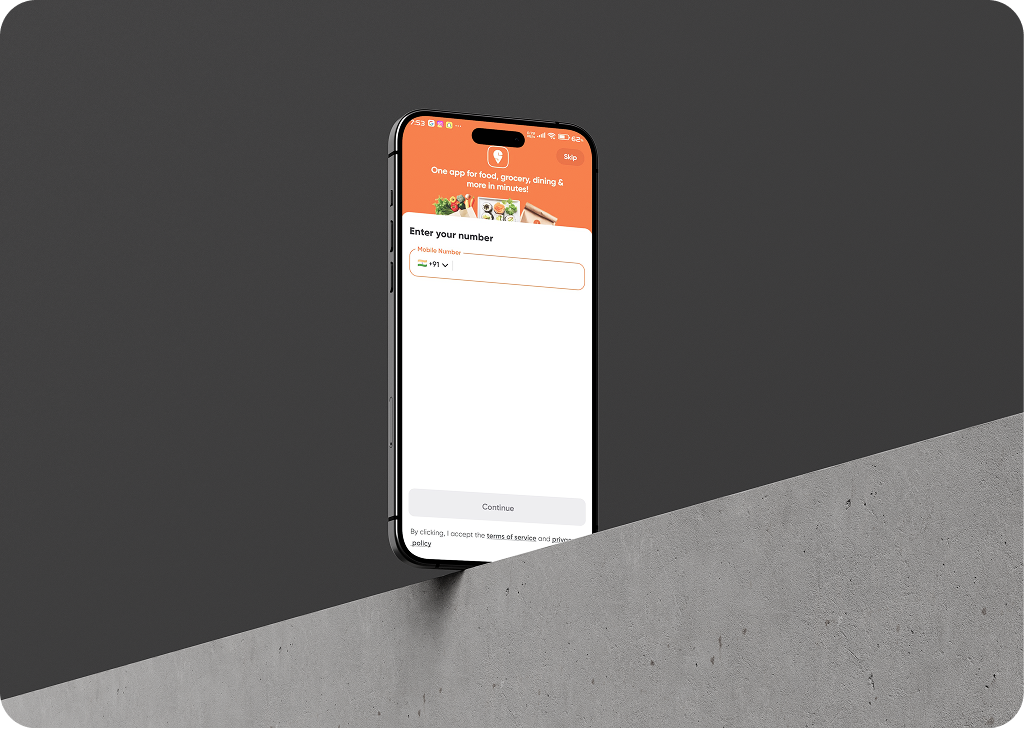 7:53
62
Skip
One app for food, grocery, dining &
more in minutes!
Enter your number
Mobile Number
+91
Continue
By clicking, I accept the terms of service and
policy